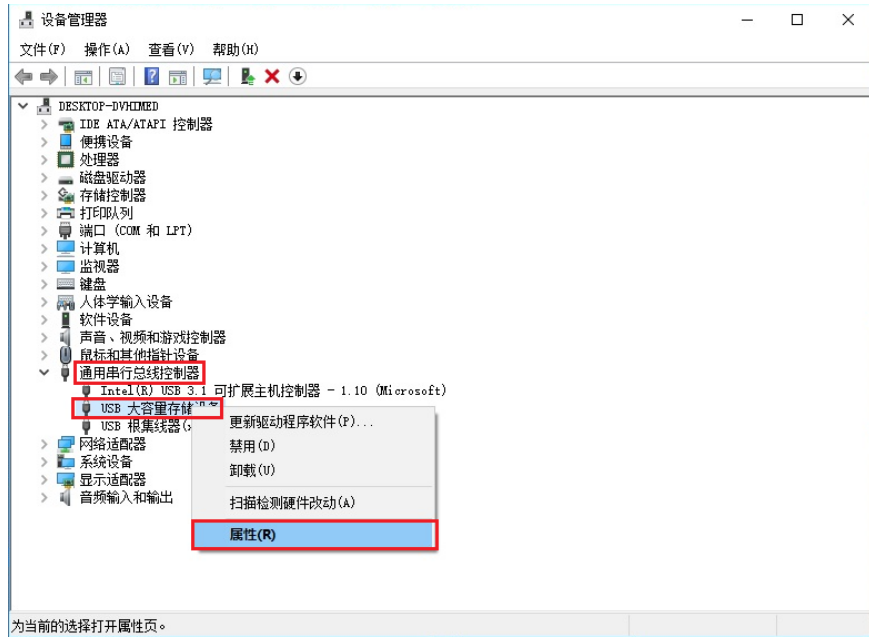 设备管理器
文件(F) 操作(A) 查看(V) 帮助(H)
DESKTOP-DVHIMED
IDE ATA/ATAPI 控制器
便携设备
处理器
磁盘驱动器
存储控制器
打印队列
端口 (COM 和 LPT)
计算机
监视器
键盘
人体学输入设备
软件设备
声音、视频和游戏控制器
鼠标和其他指针设备
通用串行总线控制器
Intel(R) USB 3.1 可扩展主机控制器 - 1.10 (Microsoft)
USB 大容量存储设备
USB 根集线器(
网络适配器
系统设备
显示适配器
音频输入和输出
更新驱动程序软件(P)...
禁用(D)
卸载(U)
扫描检测硬件改动(A)
属性(R)
为当前的选择打开属性页。